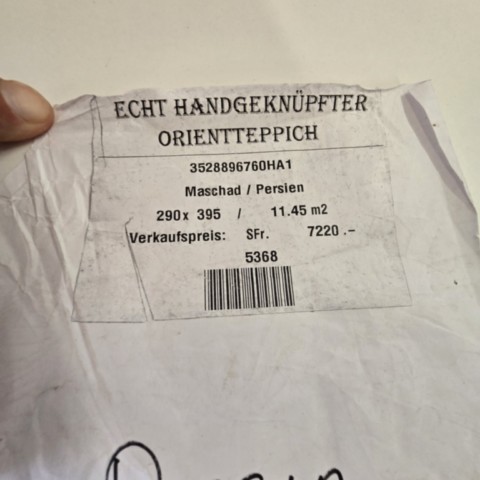 ECHT HANDGEKNÜPFTER
ORIENTTEPPICH
3528896760HA1
Maschad / Persien
290x 395 / 11.45 m2
Verkaufspreis: SFr. 7220.-
5368